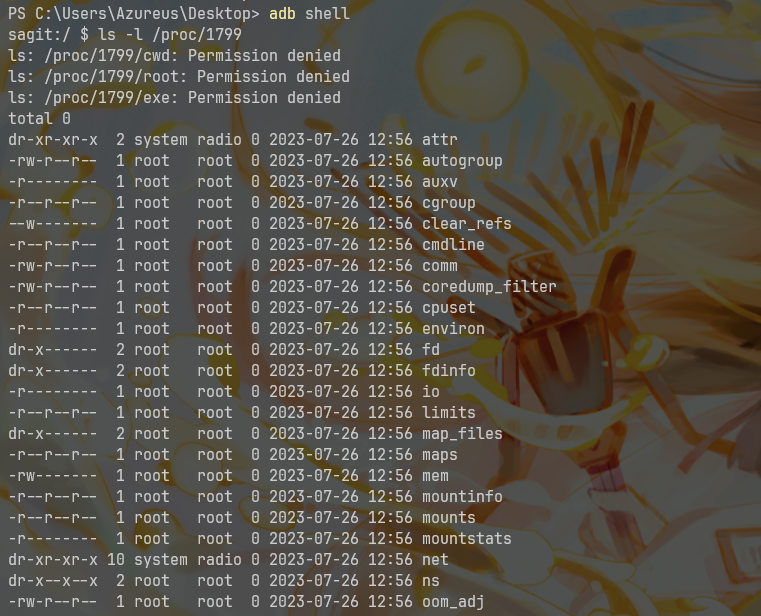 PS C:\Users\Azureus\Desktop> adb shell
sagit:/ $ ls -l /proc/1799
ls: /proc/1799/cwd: Permission denied
ls: /proc/1799/root: Permission denied
ls: /proc/1799/exe: Permission denied
total 0
dr-xr-xr-x  2 system radio 0 2023-07-26 12:56 attr
-rw-r--r--  1 root   root  0 2023-07-26 12:56 autogroup
-r--------  1 root   root  0 2023-07-26 12:56 auxv
-r--r--r--  1 root   root  0 2023-07-26 12:56 cgroup
--w-------  1 root   root  0 2023-07-26 12:56 clear_refs
-r--r--r--  1 root   root  0 2023-07-26 12:56 cmdline
-rw-r--r--  1 root   root  0 2023-07-26 12:56 comm
-rw-r--r--  1 root   root  0 2023-07-26 12:56 coredump_filter
-r--r--r--  1 root   root  0 2023-07-26 12:56 cpuset
-r--------  1 root   root  0 2023-07-26 12:56 environ
dr-x------  2 root   root  0 2023-07-26 12:56 fd
dr-x------  2 root   root  0 2023-07-26 12:56 fdinfo
-r--------  1 root   root  0 2023-07-26 12:56 io
-r--r--r--  1 root   root  0 2023-07-26 12:56 limits
dr-x------  2 root   root  0 2023-07-26 12:56 map_files
-r--r--r--  1 root   root  0 2023-07-26 12:56 maps
-rw-------  1 root   root  0 2023-07-26 12:56 mem
-r--r--r--  1 root   root  0 2023-07-26 12:56 mountinfo
-r--r--r--  1 root   root  0 2023-07-26 12:56 mounts
-r--------  1 root   root  0 2023-07-26 12:56 mountstats
dr-xr-xr-x 10 system radio 0 2023-07-26 12:56 net
dr-x--x--x  2 root   root  0 2023-07-26 12:56 ns
-rw-r--r--  1 root   root  0 2023-07-26 12:56 oom_adj